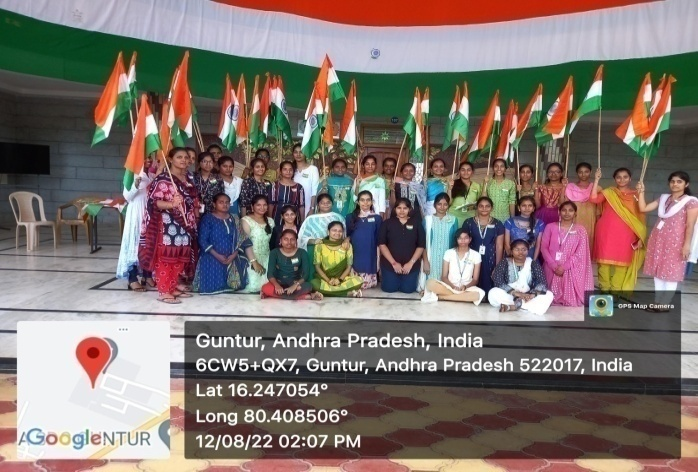 GPS Map Camera
Guntur, Andhra Pradesh, India
6CW5+QX7, Guntur, Andhra Pradesh 522017, India
Lat 16.247054°
Long 80.408506°
12/08/22 02:07 PM
Google
NTUR